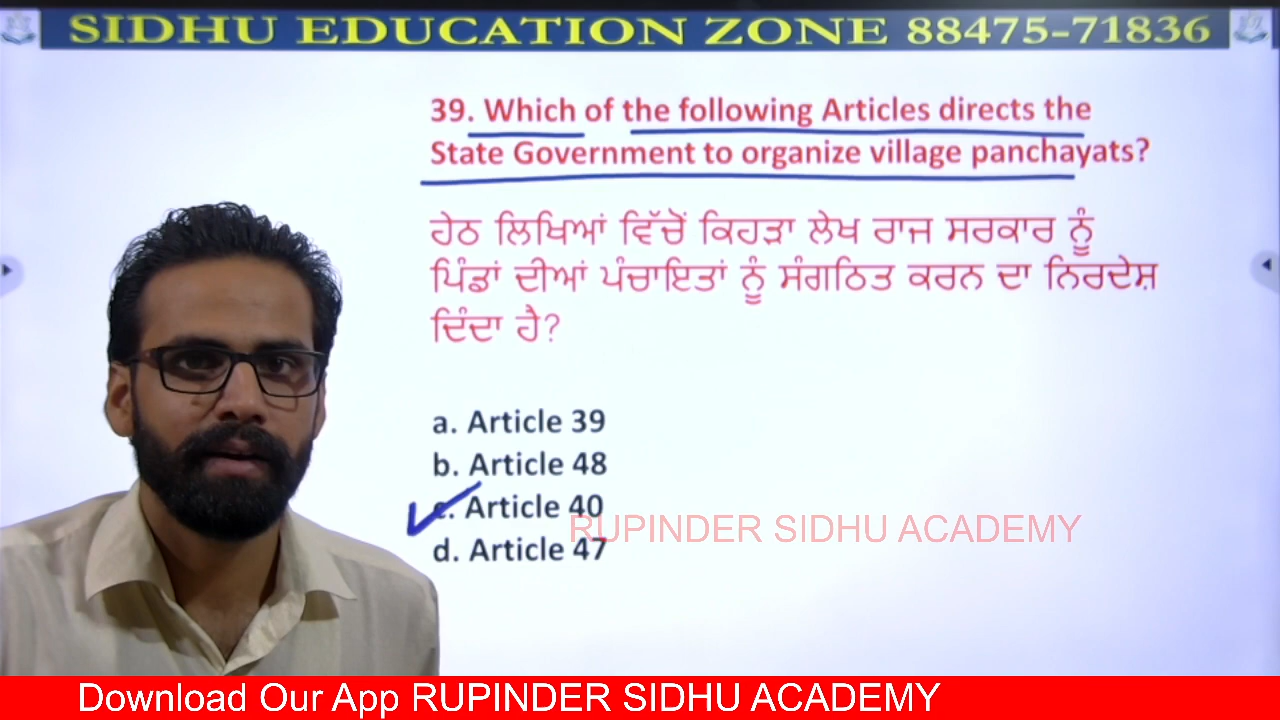 SIDHU EDUCATION ZONE 88475-71836
39. Which of the following Articles directs the
State Government to organize village panchayats?
ਹੇਠ ਲਿਖਿਆਂ ਵਿੱਚੋਂ ਕਿਹੜਾ ਲੇਖ ਰਾਜ ਸਰਕਾਰ ਨੂੰ
ਪਿੰਡਾਂ ਦੀਆਂ ਪੰਚਾਇਤਾਂ ਨੂੰ ਸੰਗਠਿਤ ਕਰਨ ਦਾ ਨਿਰਦੇਸ਼
ਦਿੰਦਾ ਹੈ?
a. Article 39
b. Article 48
c. Article 40
RUPINDER SIDHU ACADEMY
d. Article 47
Download Our App RUPINDER SIDHU ACADEMY